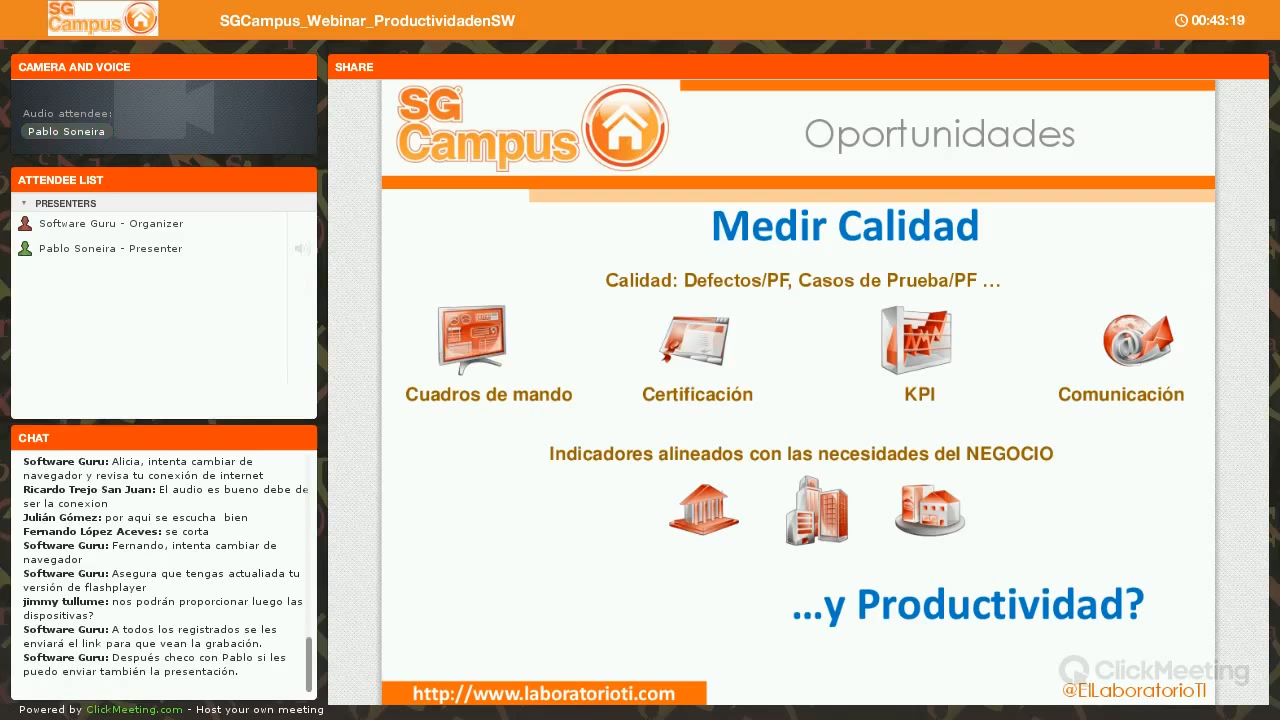 SG Campus
SGCampus_Webinar_ProductividadenSW
00:43:19
CAMERA AND VOICE
Audio attendee:
Pablo Soneira
ATTENDEE LIST
PRESENTERS
Software Guru - Organizer
Pablo Soneira - Presenter
CHAT
Software Guru: Alicia, intenta cambiar de
navegador y revisa tu conexión de internet
Ricardo Trejo San Juan: El audio es bueno debe de
ser la conexion
Julián Gómez: por aqui se escucha bien
Fernando López Aceves: se corta
Software Guru: Fernando, intenta cambiar de
navegador
Software Guru: Asegura que tengas actualiada tu
versión de flashplayer
jimmy tullume: nos podrán proporcionar luego las
dispositivas?
Software Guru: A todos los registrados se les
enviará el link para que vean la grabación.
Software Guru: Después checo con Pablo si les
puedo enviar también la presentación.
Powered by ClickMeeting.com - Host your own meeting
SHARE
SG
Campus
Oportunidades
Medir Calidad
Calidad: Defectos/PF, Casos de Prueba/PF ...
Cuadros de mando
Certificación
KPI
Comunicación
Indicadores alineados con las necesidades del NEGOCIO
...y Productividad?
ClickMeeting
http://www.laboratorioti.com
@ElLaboratorioTI